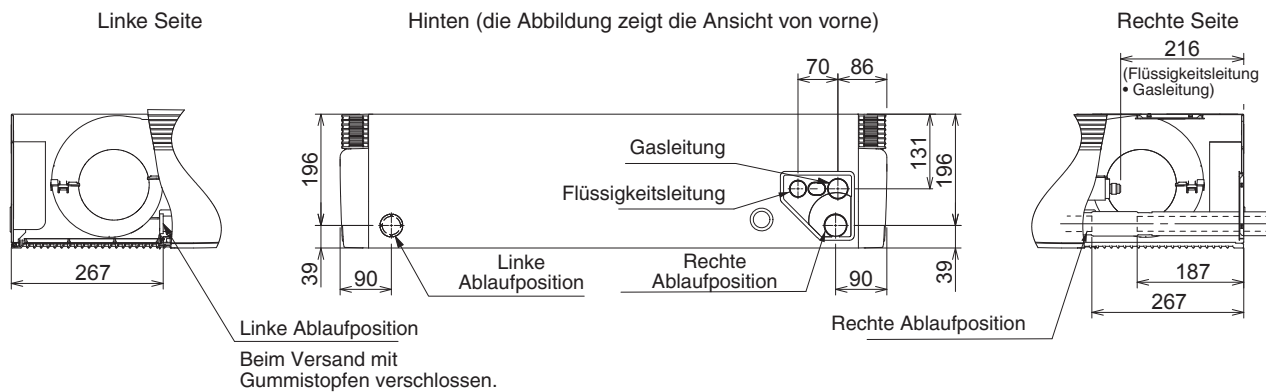 Linke Seite
Hinten (die Abbildung zeigt die Ansicht von vorne)
Rechte Seite
216
(Flüssigkeitsleitung
• Gasleitung)
70
86
196
Gasleitung
Flüssigkeitsleitung
131
196
39
267
90
Linke
Ablaufposition
Rechte
Ablaufposition
90
39
187
267
Linke Ablaufposition
Beim Versand mit
Gummistopfen verschlossen.
Rechte Ablaufposition